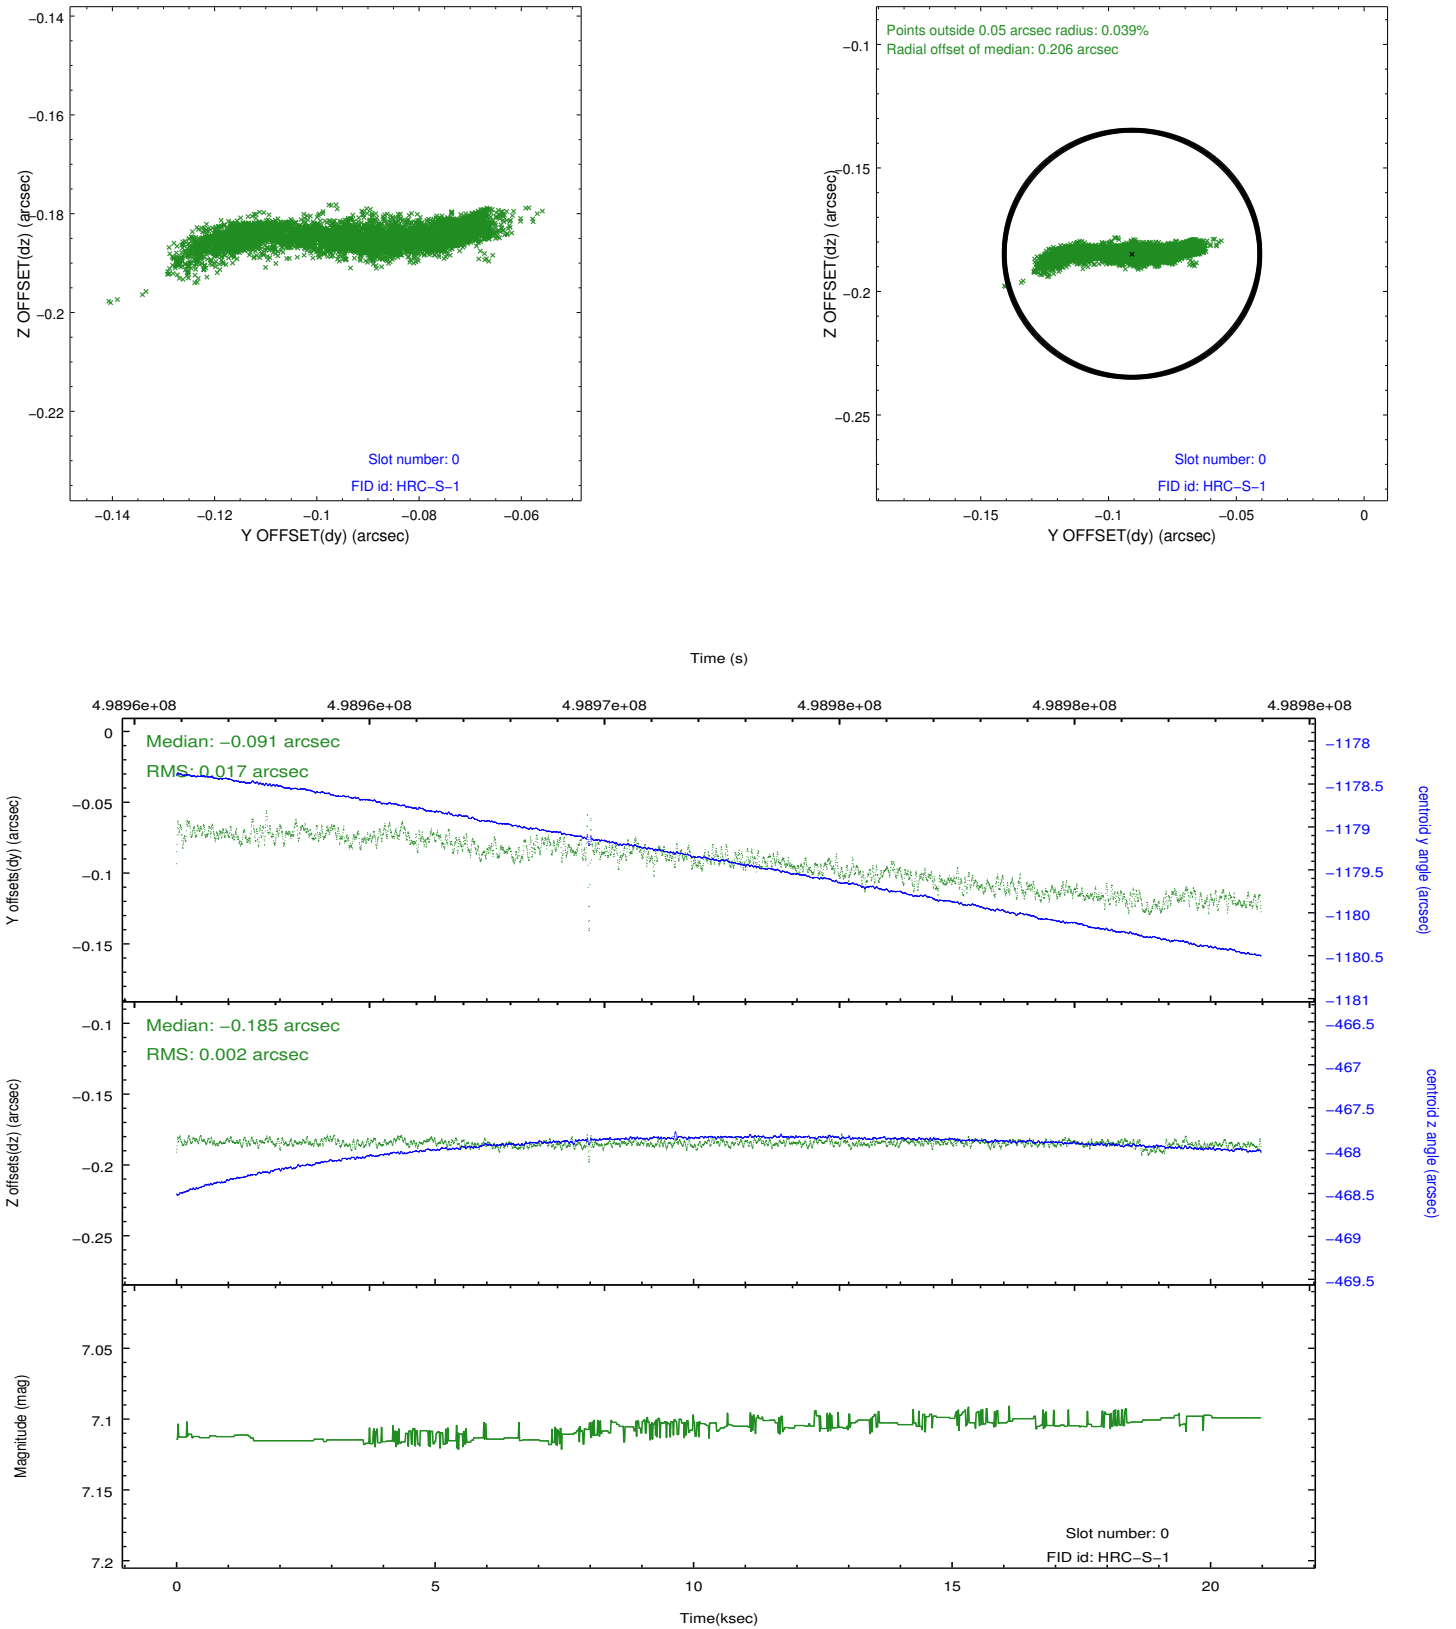 −0.14
−0.16
−0.18
−0.2
−0.22
Z OFFSET(dz) (arcsec)
Slot number: 0
FID id: HRC−S−1
−0.14
−0.12
−0.1
−0.08
−0.06
Y OFFSET(dy) (arcsec)
Points outside 0.05 arcsec radius: 0.039%
Radial offset of median: 0.206 arcsec
−0.1
−0.15
−0.2
−0.25
Z OFFSET(dz) (arcsec)
Slot number: 0
FID id: HRC−S−1
−0.15
−0.1
−0.05
0
Y OFFSET(dy) (arcsec)
Time (s)
4.9896e+08
4.9896e+08
4.9897e+08
4.9898e+08
4.9898e+08
4.9898e+08
Median: −0.091 arcsec
RMS: 0.017 arcsec
0
−0.05
−0.1
−0.15
Y offsets(dy) (arcsec)
−1178
−1178.5
−1179
−1179.5
−1180
−1180.5
−1181
centroid y angle (arcsec)
Median: −0.185 arcsec
RMS: 0.002 arcsec
−0.1
−0.15
−0.2
−0.25
Z offsets(dz) (arcsec)
−466.5
−467
−467.5
−468
−468.5
−469
−469.5
centroid z angle (arcsec)
7.05
7.1
7.15
7.2
Magnitude (mag)
Slot number: 0
FID id: HRC−S−1
0
5
10
15
20
Time(ksec)